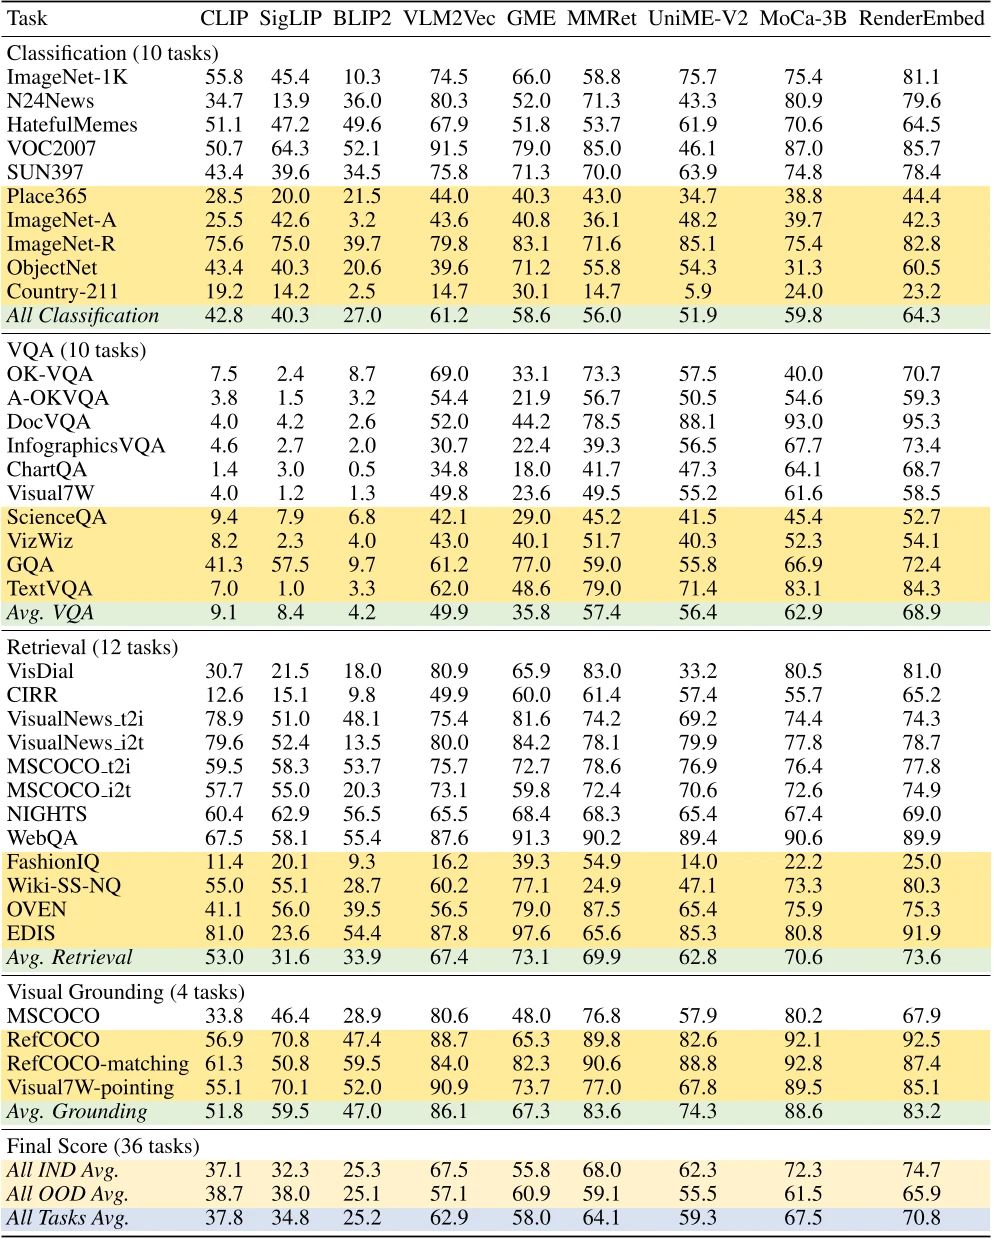 Task CLIP SigLIP BLIP2 VLM2Vec GME MMRet UniME-V2 MoCa-3B RenderEmbed
Classification (10 tasks)
ImageNet-1K 55.8 45.4 10.3 74.5 66.0 58.8 75.7 75.4 81.1
N24News 34.7 13.9 36.0 80.3 52.0 71.3 43.3 80.9 79.6
HatefulMemes 51.1 47.2 49.6 67.9 51.8 53.7 61.9 70.6 64.5
VOC2007 50.7 64.3 52.1 91.5 79.0 85.0 46.1 87.0 85.7
SUN397 43.4 39.6 34.5 75.8 71.3 70.0 63.9 74.8 78.4
Place365 28.5 20.0 21.5 44.0 40.3 43.0 34.7 38.8 44.4
ImageNet-A 25.5 42.6 3.2 43.6 40.8 36.1 48.2 39.7 42.3
ImageNet-R 75.6 75.0 39.7 79.8 83.1 71.6 85.1 75.4 82.8
ObjectNet 43.4 40.3 20.6 39.6 71.2 55.8 54.3 31.3 60.5
Country-211 19.2 14.2 2.5 14.7 30.1 14.7 5.9 24.0 23.2
All Classification 42.8 40.3 27.0 61.2 58.6 56.0 51.9 59.8 64.3
VQA (10 tasks)
OK-VQA 7.5 2.4 8.7 69.0 33.1 73.3 57.5 40.0 70.7
A-OKVQA 3.8 1.5 3.2 54.4 21.9 56.7 50.5 54.6 59.3
DocVQA 4.0 4.2 2.6 52.0 44.2 78.5 88.1 93.0 95.3
InfographicsVQA 4.6 2.7 2.0 30.7 22.4 39.3 56.5 67.7 73.4
ChartQA 1.4 3.0 0.5 34.8 18.0 41.7 47.3 64.1 68.7
Visual7W 4.0 1.2 1.3 49.8 23.6 49.5 55.2 61.6 58.5
ScienceQA 9.4 7.9 6.8 42.1 29.0 45.2 41.5 45.4 52.7
VizWiz 8.2 2.3 4.0 43.0 40.1 51.7 40.3 52.3 54.1
GQA 41.3 57.5 9.7 61.2 77.0 59.0 55.8 66.9 72.4
TextVQA 7.0 1.0 3.3 62.0 48.6 79.0 71.4 83.1 84.3
Avg. VQA 9.1 8.4 4.2 49.9 35.8 57.4 56.4 62.9 68.9
Retrieval (12 tasks)
VisDial 30.7 21.5 18.0 80.9 65.9 83.0 33.2 80.5 81.0
CIRR 12.6 15.1 9.8 49.9 60.0 61.4 57.4 55.7 65.2
VisualNews_t2i 78.9 51.0 48.1 75.4 81.6 74.2 69.2 74.4 74.3
VisualNews_i2t 79.6 52.4 13.5 80.0 84.2 78.1 79.9 77.8 78.7
MSCOCO_t2i 59.5 58.3 53.7 75.7 72.7 78.6 76.9 76.4 77.8
MSCOCO_i2t 57.7 55.0 20.3 73.1 59.8 72.4 70.6 72.6 74.9
NIGHTS 60.4 62.9 56.5 65.5 68.4 68.3 65.4 67.4 69.0
WebQA 67.5 58.1 55.4 87.6 91.3 90.2 89.4 90.6 89.9
FashionIQ 11.4 20.1 9.3 16.2 39.3 54.9 14.0 22.2 25.0
Wiki-SS-NQ 55.0 55.1 28.7 60.2 77.1 24.9 47.1 73.3 80.3
OVEN 41.1 56.0 39.5 56.5 79.0 87.5 65.4 75.9 75.3
EDIS 81.0 23.6 54.4 87.8 97.6 65.6 85.3 80.8 91.9
Avg. Retrieval 53.0 31.6 33.9 67.4 73.1 69.9 62.8 70.6 73.6
Visual Grounding (4 tasks)
MSCOCO 33.8 46.4 28.9 80.6 48.0 76.8 57.9 80.2 67.9
RefCOCO 56.9 70.8 47.4 88.7 65.3 89.8 82.6 92.1 92.5
RefCOCO-matching 61.3 50.8 59.5 84.0 82.3 90.6 88.8 92.8 87.4
Visual7W-pointing 55.1 70.1 52.0 90.9 73.7 77.0 67.8 89.5 85.1
Avg. Grounding 51.8 59.5 47.0 86.1 67.3 83.6 74.3 88.6 83.2
Final Score (36 tasks)
All IND Avg. 37.1 32.3 25.3 67.5 55.8 68.0 62.3 72.3 74.7
All OOD Avg. 38.7 38.0 25.1 57.1 60.9 59.1 55.5 61.5 65.9
All Tasks Avg. 37.8 34.8 25.2 62.9 58.0 64.1 59.3 67.5 70.8